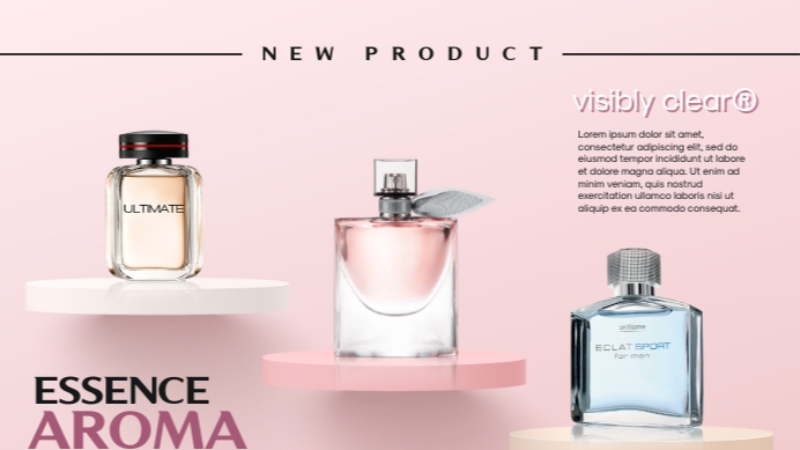 NEW PRODUCT
visibly clear®
Lorem ipsum dolor sit amet,
consectetur adipiscing elit, sed do
eiusmod tempor incididunt ut labore
et dolore magna aliqua. Ut enim ad
minim veniam, quis nostrud
exercitation ullamco laboris nisi ut
aliquip ex ea commodo consequat.
ULTIMATE
oriflame
ECLAT SPORT
for men
ESSENCE
AROMA